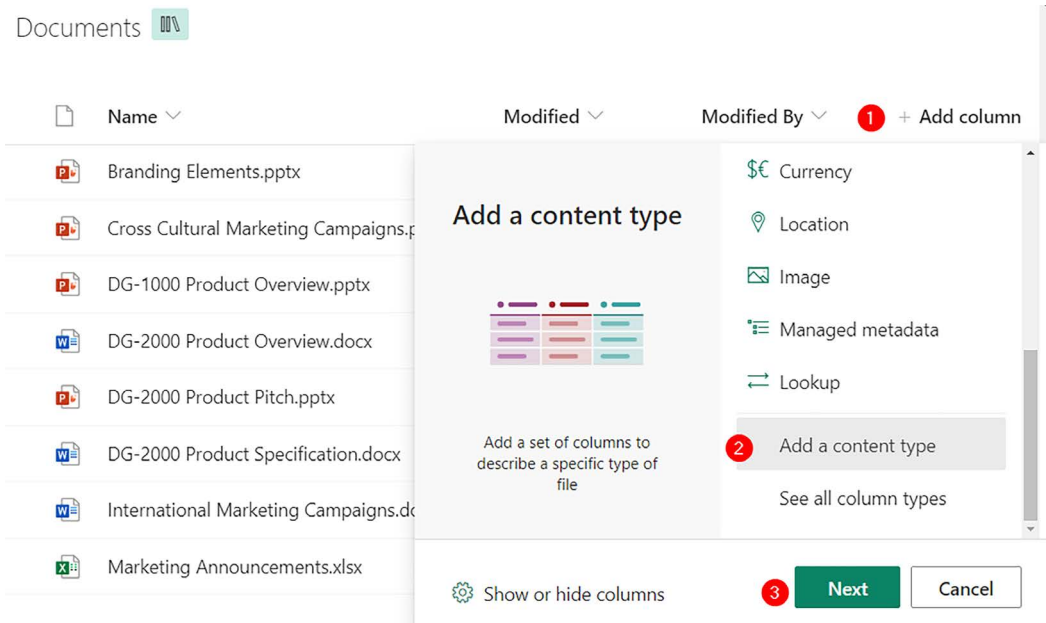 Documents
Name Modified Modified By 1 + Add column
Branding Elements.pptx
Cross Cultural Marketing Campaigns.p
DG-1000 Product Overview.pptx
DG-2000 Product Overview.docx
DG-2000 Product Pitch.pptx
DG-2000 Product Specification.docx
International Marketing Campaigns.do
Marketing Announcements.xlsx
Add a content type
Add a set of columns to
describe a specific type of
file
$€ Currency
Location
Image
Managed metadata
Lookup
2 Add a content type
See all column types
Show or hide columns
3 Next Cancel